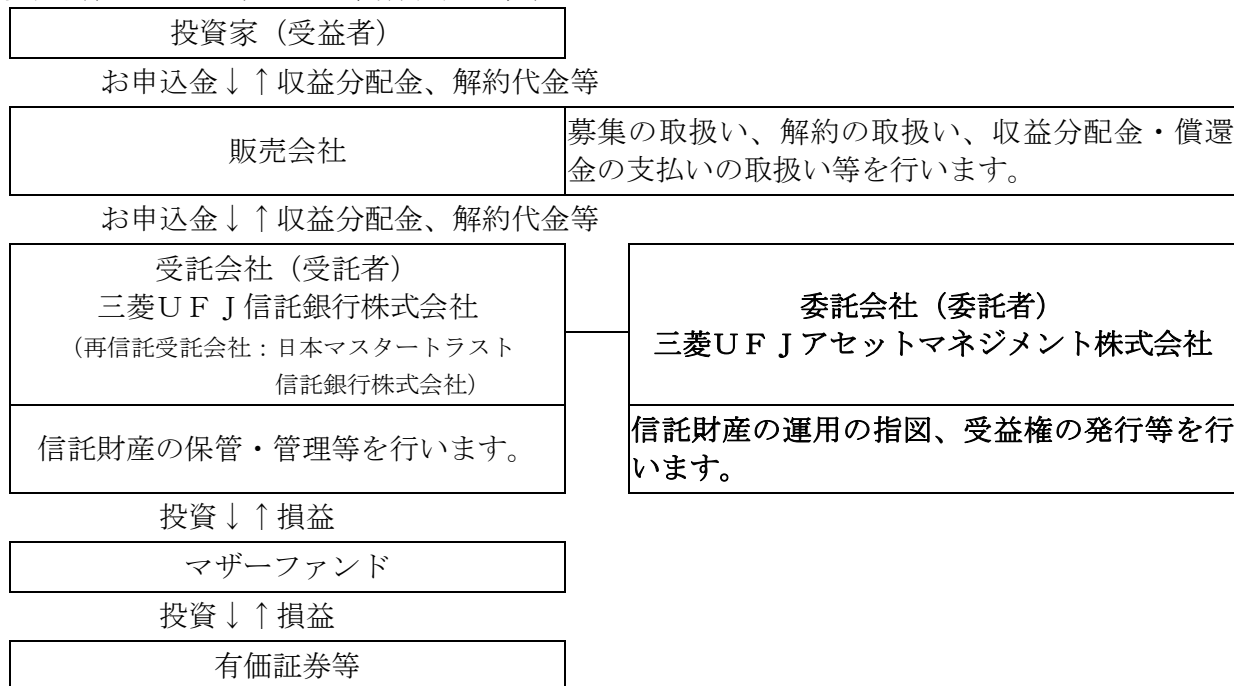 投資家（受益者）
お申込金↓↑収益分配金、解約代金等
販売会社
募集の取扱い、解約の取扱い、収益分配金・償還
金の支払いの取扱い等を行います。
お申込金↓↑収益分配金、解約代金等
受託会社（受託者）
三菱ＵＦＪ信託銀行株式会社
（再信託受託会社：日本マスタートラスト
信託銀行株式会社）
委託会社（委託者）
三菱ＵＦＪアセットマネジメント株式会社
信託財産の保管・管理等を行います。
信託財産の運用の指図、受益権の発行等を行
います。
投資↓↑損益
マザーファンド
投資↓↑損益
有価証券等